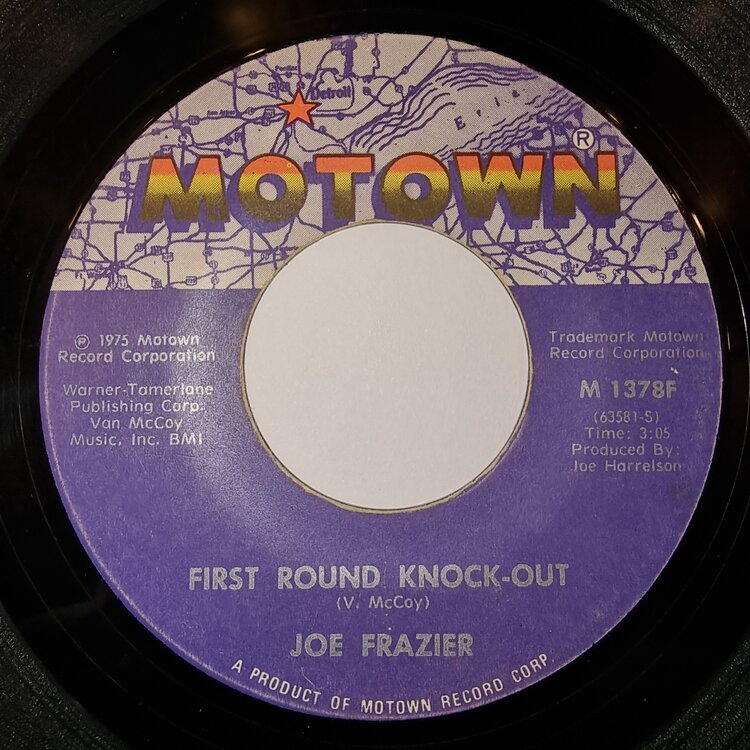 Detroit
Erie
MOTOWN®
℗ 1975 Motown
Record Corporation
Warner-Tamerlane
Publishing Corp.
Van McCoy
Music, Inc. BMI
Trademark Motown
Record Corporation
M 1378F
(63581-S)
Time: 3:05
Produced By:
Joe Harrelson
FIRST ROUND KNOCK-OUT
(V. McCoy)
JOE FRAZIER
A PRODUCT OF MOTOWN RECORD CORP